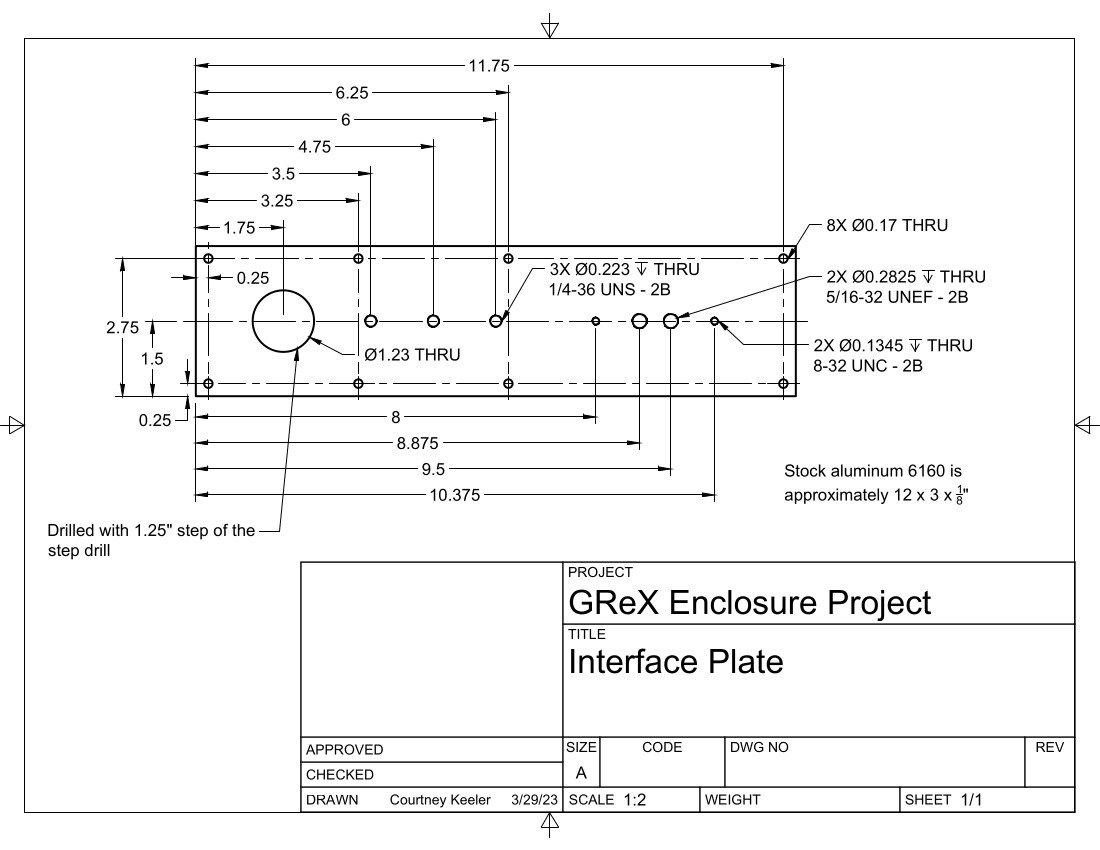 11.75
6.25
6
4.75
3.5
3.25
1.75
8X Ø0.17 THRU
0.25
3X Ø0.223 ↧ THRU
1/4-36 UNS - 2B
2X Ø0.2825 ↧ THRU
5/16-32 UNEF - 2B
2.75
1.5
Ø1.23 THRU
2X Ø0.1345 ↧ THRU
8-32 UNC - 2B
0.25
8
8.875
9.5
10.375
Stock aluminum 6160 is
approximately 12 x 3 x 1/8"
Drilled with 1.25" step of the
step drill
PROJECT
GReX Enclosure Project
TITLE
Interface Plate
APPROVED
CHECKED
DRAWN Courtney Keeler 3/29/23
SIZE
A
CODE
DWG NO
REV
SCALE 1:2
WEIGHT
SHEET 1/1